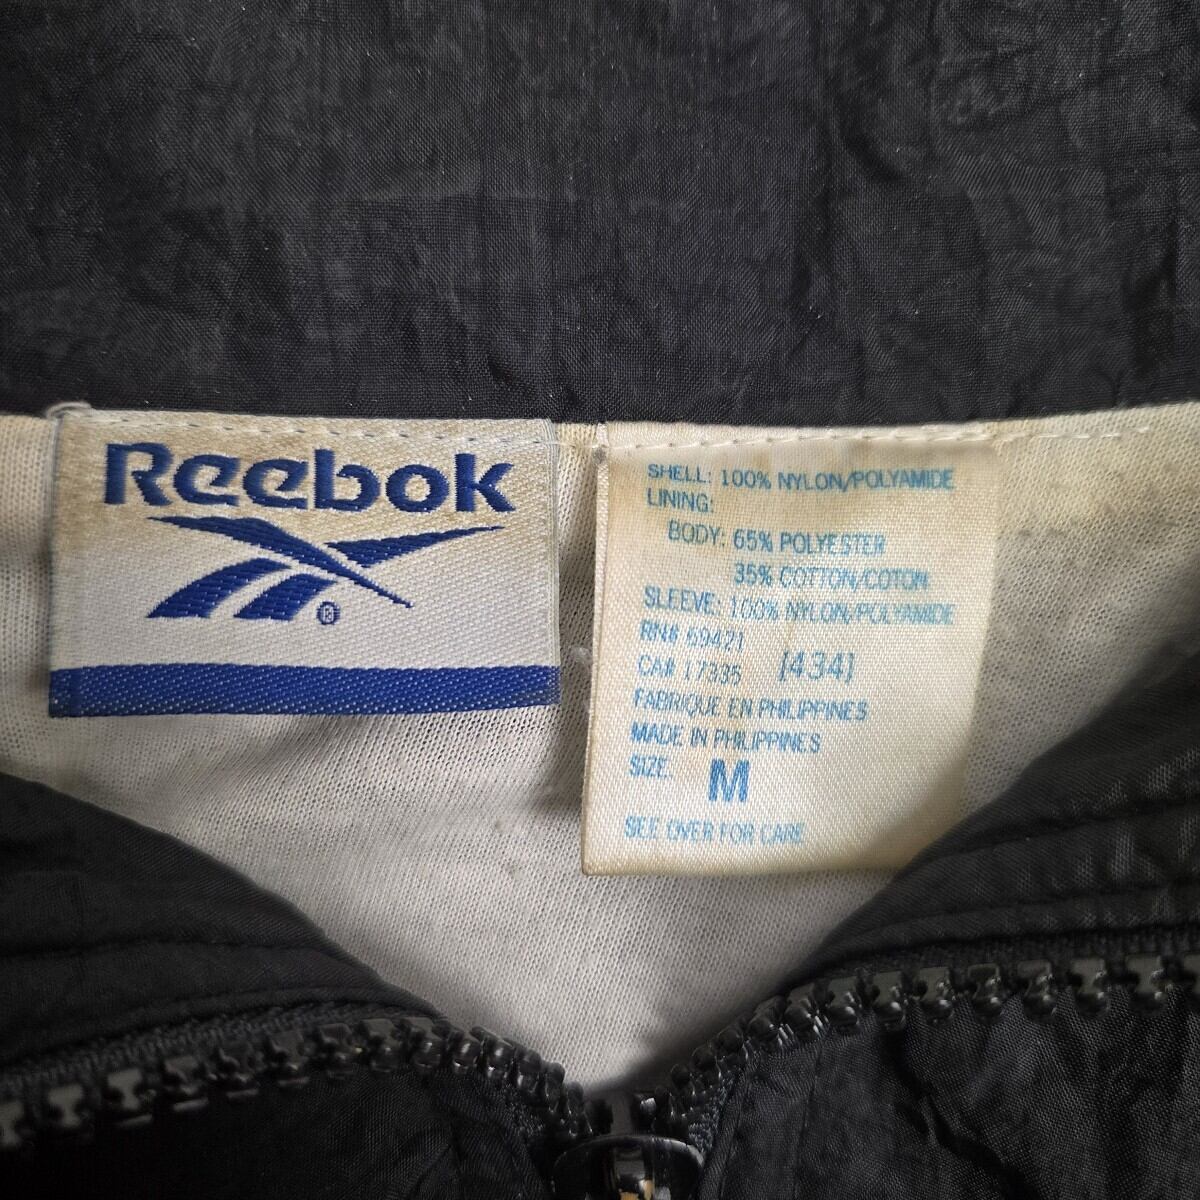 Reebok
®
SHELL: 100% NYLON/POLYAMIDE
LINING:
BODY: 65% POLYESTER
35% COTTON/COTON
SLEEVE: 100% NYLON/POLYAMIDE
RN# 69421
CA# 17335 [434]
FABRIQUE EN PHILIPPINES
MADE IN PHILIPPINES
SIZE: M
SEE OVER FOR CARE